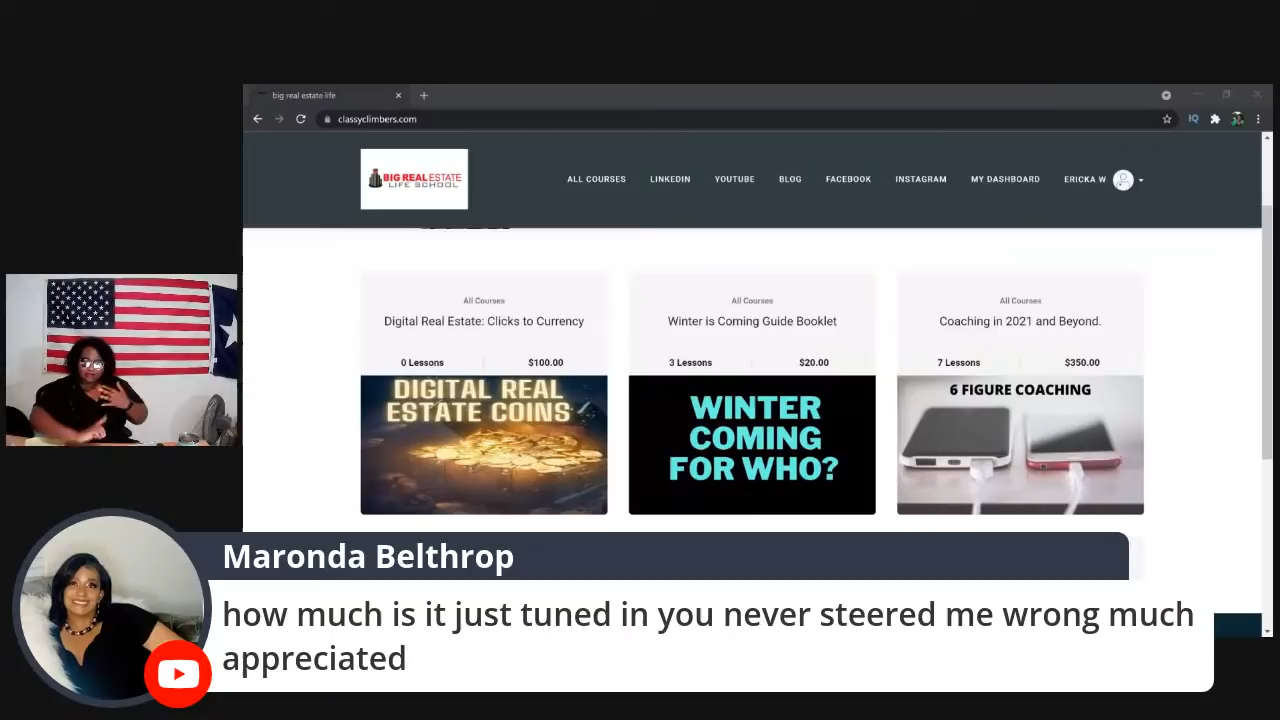 big real estate life
classyclimbers.com
IQ
BIG REAL ESTATE
LIFE SCHOOL
ALL COURSES
LINKEDIN
YOUTUBE
BLOG
FACEBOOK
INSTAGRAM
MY DASHBOARD
ERICKA W
All Courses
Digital Real Estate: Clicks to Currency
0 Lessons
$100.00
DIGITAL REAL
ESTATE COINS
All Courses
Winter is Coming Guide Booklet
3 Lessons
$20.00
WINTER
COMING
FOR WHO?
All Courses
Coaching in 2021 and Beyond.
7 Lessons
$350.00
6 FIGURE COACHING
Maronda Belthrop
how much is it just tuned in you never steered me wrong much
appreciated